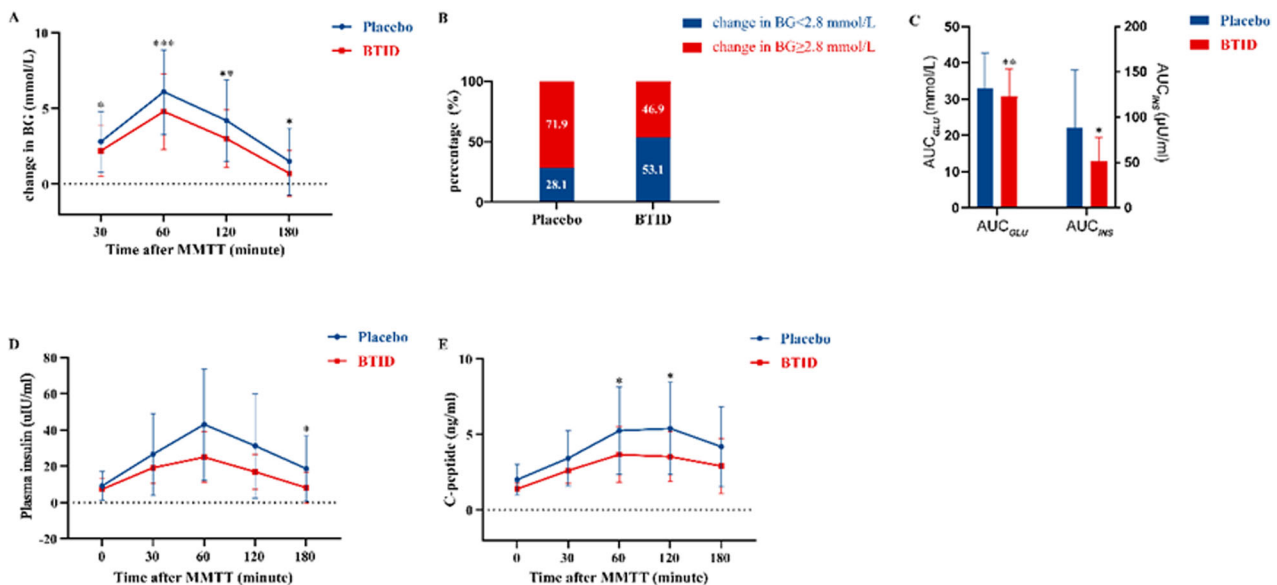 A
Placebo
BTID
change in BG (mmol/L)
10
5
0
*
***
**
*
30
60
120
180
Time after MMTT (minute)
B
change in BG<2.8 mmol/L
change in BG≥2.8 mmol/L
percentage (%)
100
50
0
71.9
28.1
46.9
53.1
Placebo
BTID
C
Placebo
BTID
AUCGLU (mmol/L)
50
40
30
20
10
0
**
*
200
150
100
50
0
AUCINS (μU/ml)
AUCGLU
AUCINS
D
Placebo
BTID
Plasma insulin (uIU/ml)
80
60
40
20
0
-20
*
0
30
60
120
180
Time after MMTT (minute)
E
Placebo
BTID
C-peptide (ng/ml)
10
5
0
*
*
0
30
60
120
180
Time after MMTT (minute)